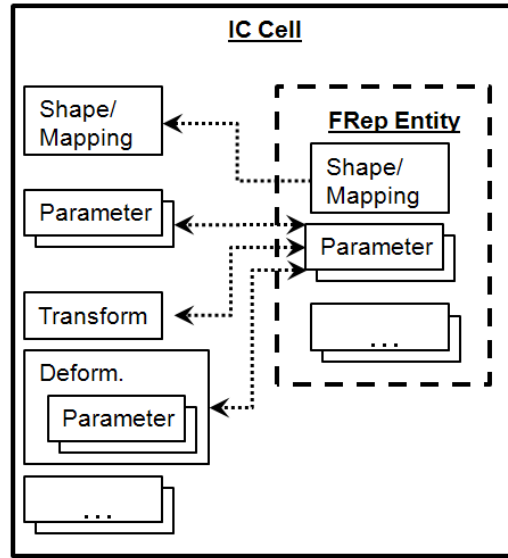 IC Cell
Shape/
Mapping
Parameter
Transform
Deform.
Parameter
...
FRep Entity
Shape/
Mapping
Parameter
...